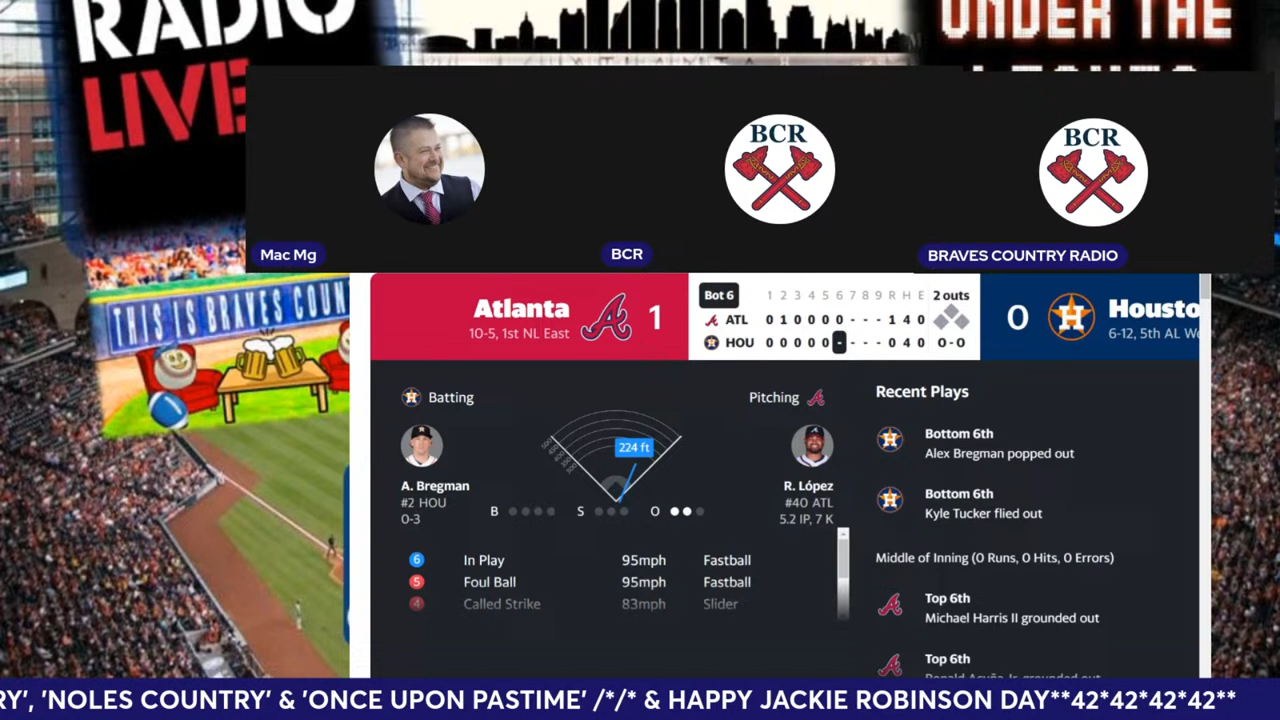 RADIO
LIVE
UNDER THE
BCR
BCR
Mac Mg
BCR
BRAVES COUNTRY RADIO
THIS IS BRAVES COUN
Atlanta
10-5, 1st NL East
1
Bot 6
1 2 3 4 5 6 7 8 9 R H E
ATL 0 1 0 0 0 0 - - - 1 4 0
HOU 0 0 0 0 0 - - - - 0 4 0
2 outs
0-0
0
Housto
6-12, 5th AL We
Batting
Pitching
224 ft
A. Bregman
#2 HOU
0-3
B
S
O
R. López
#40 ATL
5.2 IP, 7 K
6 In Play 95mph Fastball
5 Foul Ball 95mph Fastball
4 Called Strike 83mph Slider
Recent Plays
Bottom 6th
Alex Bregman popped out
Bottom 6th
Kyle Tucker flied out
Middle of Inning (0 Runs, 0 Hits, 0 Errors)
Top 6th
Michael Harris II grounded out
Top 6th
Ronald Acuña Jr. grounded out
RY', 'NOLES COUNTRY' & 'ONCE UPON PASTIME' /*/* & HAPPY JACKIE ROBINSON DAY**42*42*42*42**